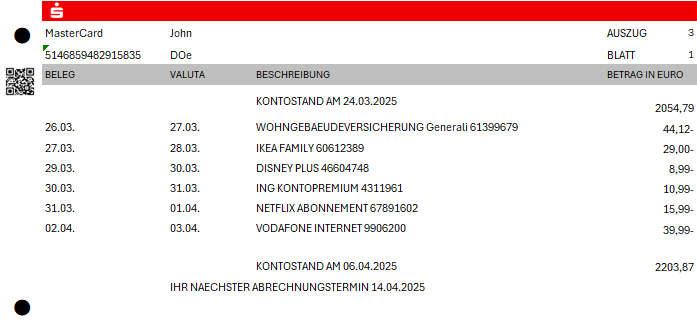 MasterCard John AUSZUG 3
5146859482915835 DOe BLATT 1
BELEG VALUTA BESCHREIBUNG BETRAG IN EURO
KONTOSTAND AM 24.03.2025 2054,79
26.03. 27.03. WOHNGEBAEUDEVERSICHERUNG Generali 61399679 44,12-
27.03. 28.03. IKEA FAMILY 60612389 29,00-
29.03. 30.03. DISNEY PLUS 46604748 8,99-
30.03. 31.03. ING KONTOPREMIUM 4311961 10,99-
31.03. 01.04. NETFLIX ABONNEMENT 67891602 15,99-
02.04. 03.04. VODAFONE INTERNET 9906200 39,99-
KONTOSTAND AM 06.04.2025 2203,87
IHR NAECHSTER ABRECHNUNGSTERMIN 14.04.2025